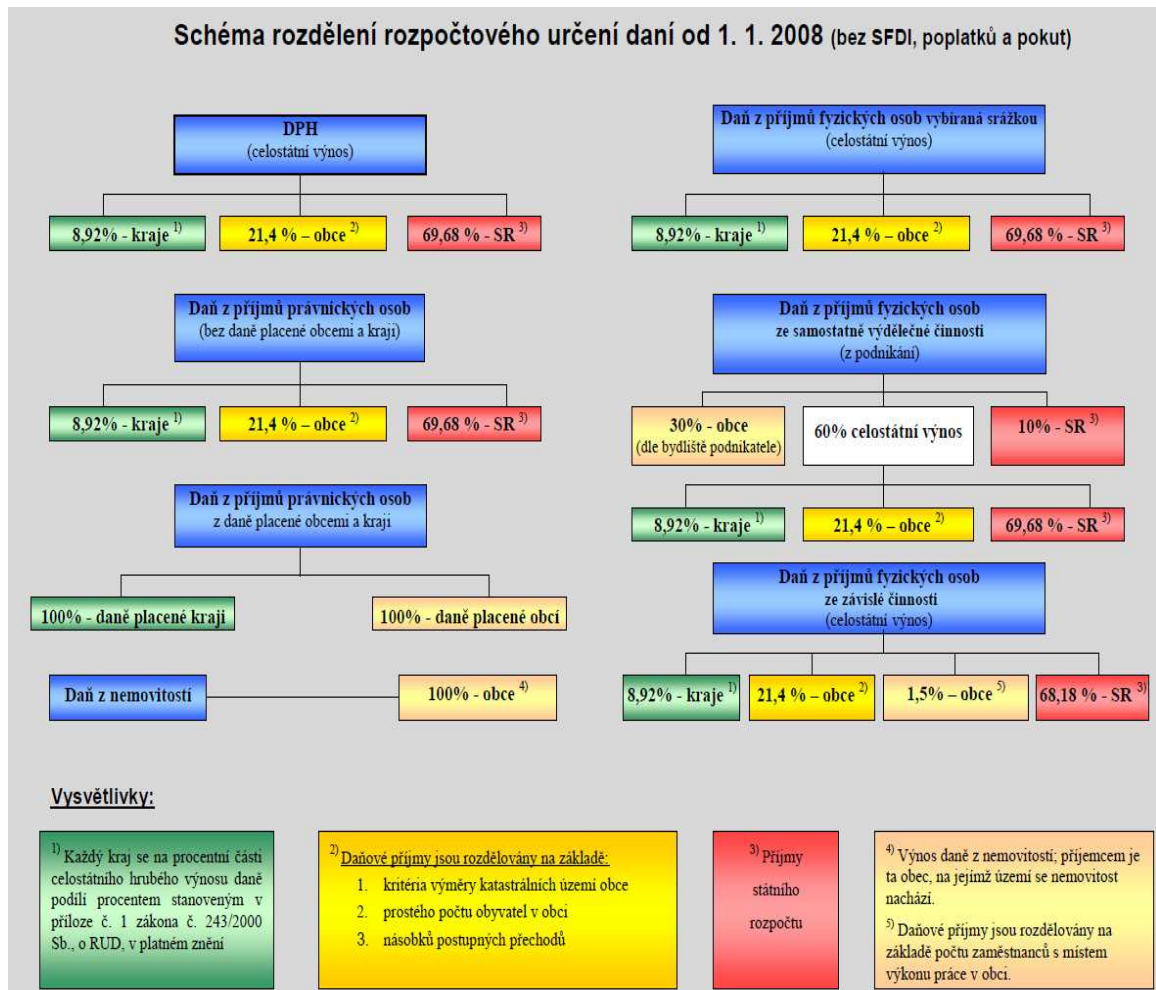 Schéma rozdělení rozpočtového určení daní od 1. 1. 2008 (bez SFDI, poplatků a pokut)
DPH
(celostátní výnos)
8,92% - kraje 1)
21,4 % – obce 2)
69,68 % - SR 3)
Daň z příjmů právnických osob
(bez daně placené obcemi a kraji)
8,92% - kraje 1)
21,4 % – obce 2)
69,68 % - SR 3)
Daň z příjmů právnických osob
z daně placené obcemi a kraji
100% - daně placené kraji
100% - daně placené obcí
Daň z nemovitostí
100% - obce 4)
Daň z příjmů fyzických osob vybíraná srážkou
(celostátní výnos)
8,92% - kraje 1)
21,4 % – obce 2)
69,68 % - SR 3)
Daň z příjmů fyzických osob
ze samostatně výdělečné činnosti
(z podnikání)
30% - obce
(dle bydliště podnikatele)
60% celostátní výnos
10% - SR 3)
8,92% - kraje 1)
21,4 % – obce 2)
69,68 % - SR 3)
Daň z příjmů fyzických osob
ze závislé činnosti
(celostátní výnos)
8,92% - kraje 1)
21,4 % – obce 2)
1,5% – obce 5)
68,18 % - SR 3)
Vysvětlivky:
1) Každý kraj se na procentní části
celostátního hrubého výnosu daně
podílí procentem stanoveným v
příloze č. 1 zákona č. 243/2000
Sb., o RUD, v platném znění
2) Daňové příjmy jsou rozdělovány na základě:
1. kritéria výměry katastrálních území obce
2. prostého počtu obyvatel v obci
3. násobků postupných přechodů
3) Příjmy
státního
rozpočtu
4) Výnos daně z nemovitostí; příjemcem je
ta obec, na jejímž území se nemovitost
nachází.
5) Daňové příjmy jsou rozdělovány na
základě počtu zaměstnanců s místem
výkonu práce v obci.